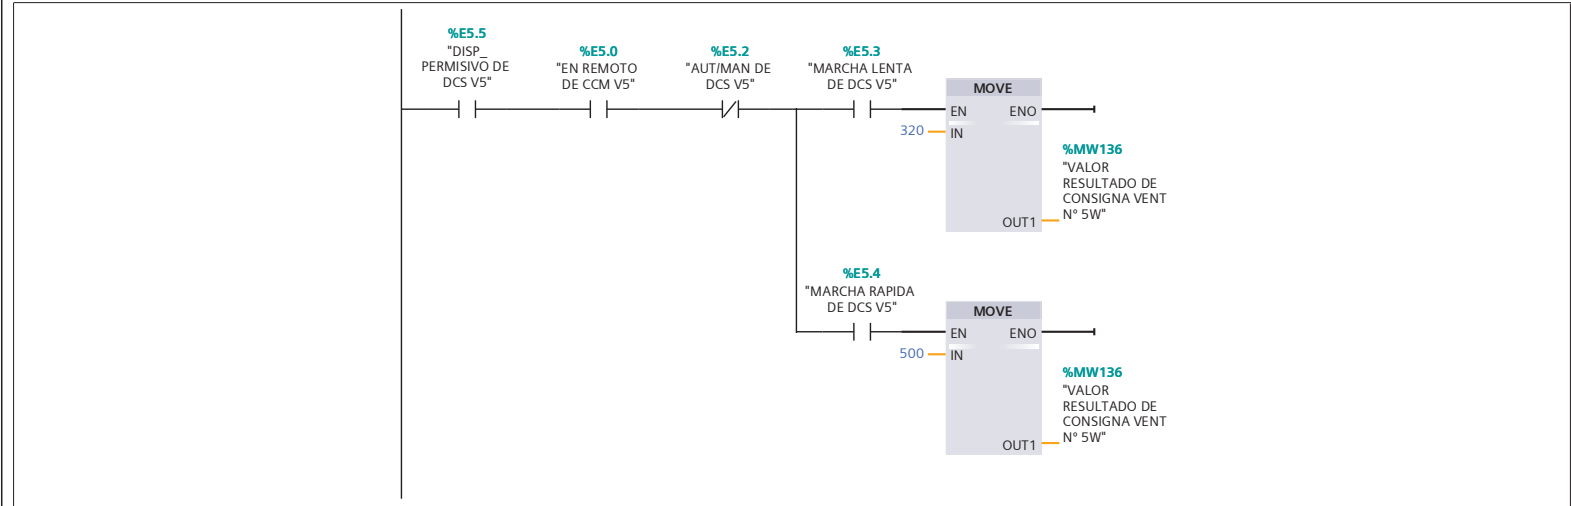 %E5.5
"DISP_
PERMISIVO DE
DCS V5"
%E5.0
"EN REMOTO
DE CCM V5"
%E5.2
"AUT/MAN DE
DCS V5"
%E5.3
"MARCHA LENTA
DE DCS V5"
MOVE
EN ENO
320 IN
%MW136
"VALOR
RESULTADO DE
CONSIGNA VENT
N° 5W"
OUT1
%E5.4
"MARCHA RAPIDA
DE DCS V5"
MOVE
EN ENO
500 IN
%MW136
"VALOR
RESULTADO DE
CONSIGNA VENT
N° 5W"
OUT1